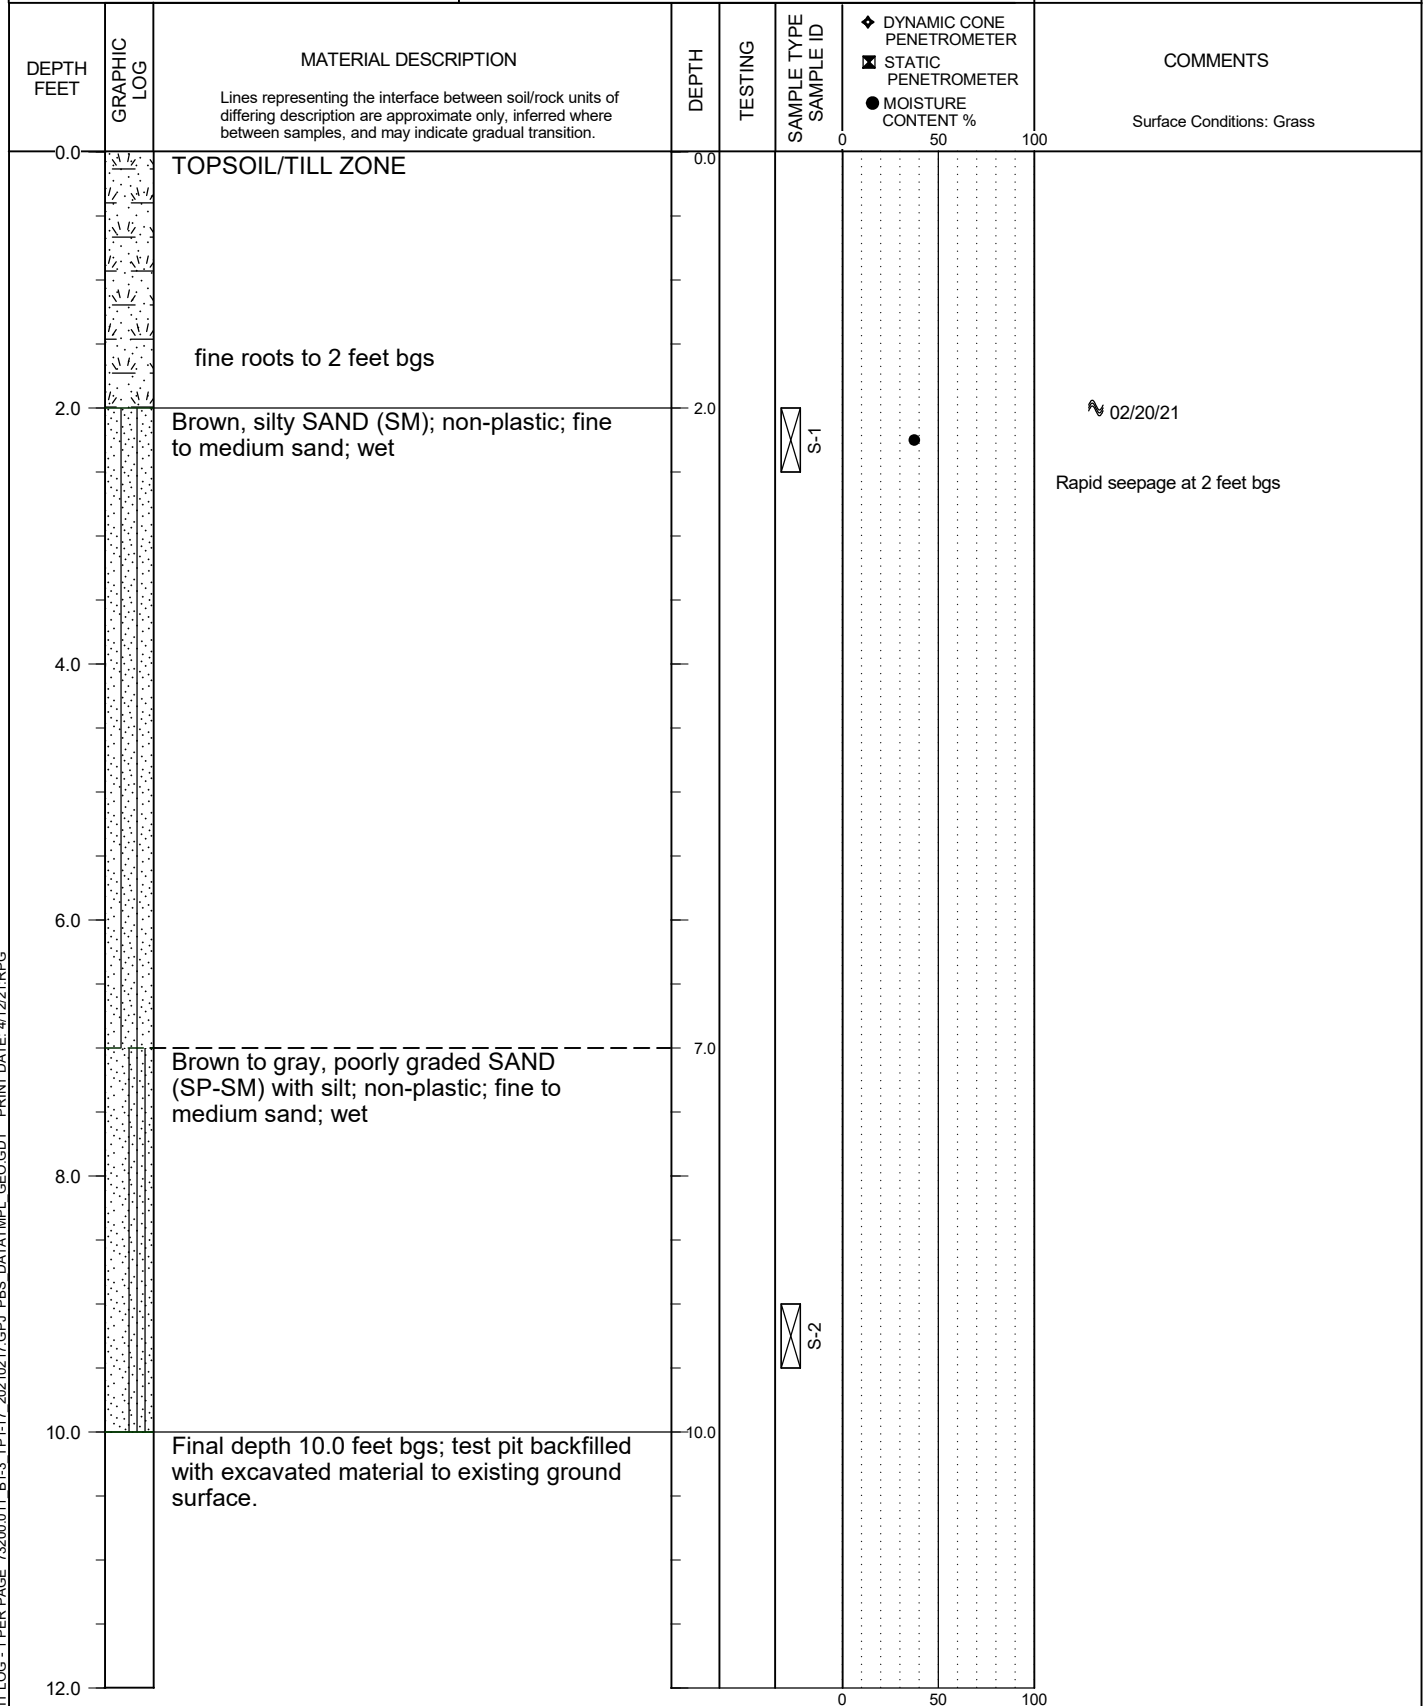 DEPTH
FEET
GRAPHIC
LOG
MATERIAL DESCRIPTION
Lines representing the interface between soil/rock units of
differing description are approximate only, inferred where
between samples, and may indicate gradual transition.
DEPTH
TESTING
SAMPLE TYPE
SAMPLE ID
DYNAMIC CONE
PENETROMETER
STATIC
PENETROMETER
MOISTURE
CONTENT %
0 50 100
COMMENTS
Surface Conditions: Grass
0.0
TOPSOIL/TILL ZONE
0.0
fine roots to 2 feet bgs
2.0
Brown, silty SAND (SM); non-plastic; fine
to medium sand; wet
2.0
S-1
02/20/21
Rapid seepage at 2 feet bgs
4.0
6.0
Brown to gray, poorly graded SAND
(SP-SM) with silt; non-plastic; fine to
medium sand; wet
7.0
8.0
S-2
10.0
Final depth 10.0 feet bgs; test pit backfilled
with excavated material to existing ground
surface.
10.0
12.0
0 50 100
PRINT DATE: 4/12/21:RPG